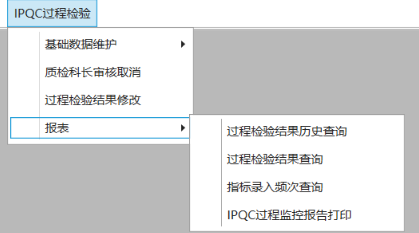 IPQC过程检验
基础数据维护
质检科长审核取消
过程检验结果修改
报表
过程检验结果历史查询
过程检验结果查询
指标录入频次查询
IPQC过程监控报告打印